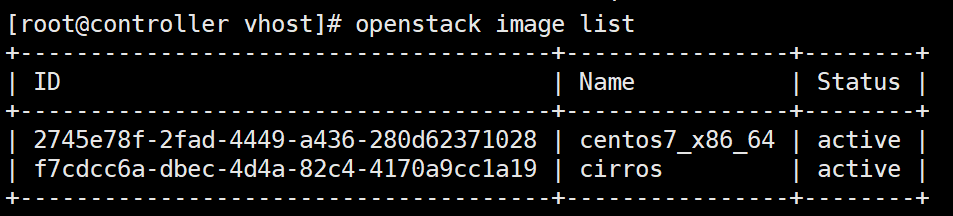 [root@controller vhost]# openstack image list
+--------------------------------------+---------------+--------+
| ID                                   | Name          | Status |
+--------------------------------------+---------------+--------+
| 2745e78f-2fad-4449-a436-280d62371028 | centos7_x86_64 | active |
| f7cdcc6a-dbec-4d4a-82c4-4170a9cc1a19 | cirros        | active |
+--------------------------------------+---------------+--------+